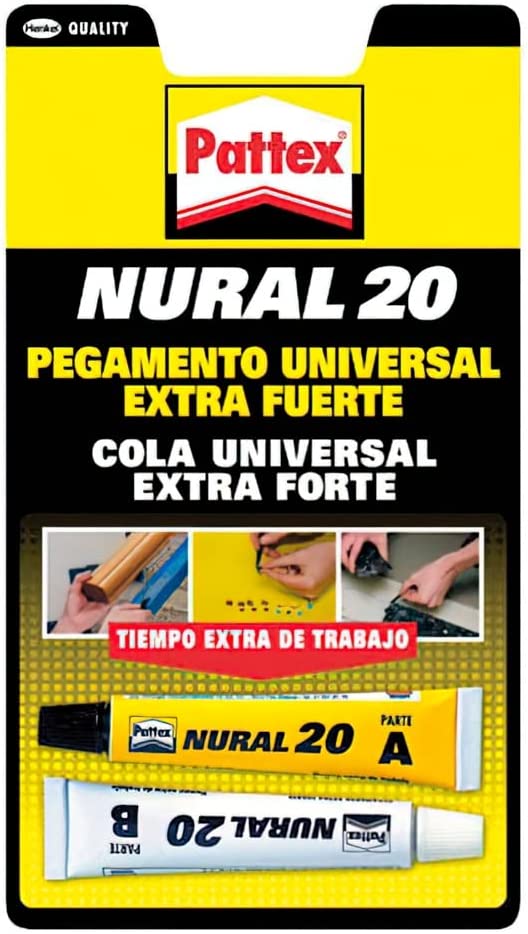 Henkel QUALITY
Pattex®
NURAL 20
PEGAMENTO UNIVERSAL
EXTRA FUERTE
COLA UNIVERSAL
EXTRA FORTE
TIEMPO EXTRA DE TRABAJO
Pattex NURAL 20 PARTE A
Pattex NURAL 20 PARTE B